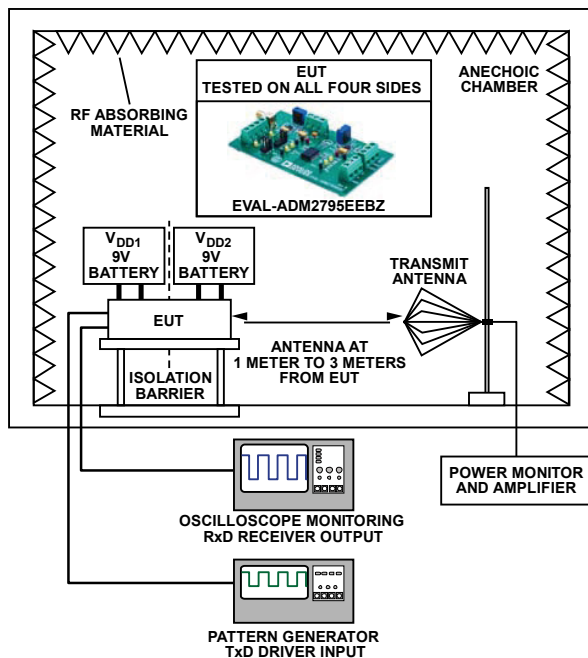 EUT
TESTED ON ALL FOUR SIDES
EVAL-ADM2795EEBZ
ANECHOIC
CHAMBER
RF ABSORBING
MATERIAL
VDD1
9V
BATTERY
VDD2
9V
BATTERY
TRANSMIT
ANTENNA
EUT
ANTENNA AT
1 METER TO 3 METERS
FROM EUT
ISOLATION
BARRIER
POWER MONITOR
AND AMPLIFIER
OSCILLOSCOPE MONITORING
RxD RECEIVER OUTPUT
PATTERN GENERATOR
TxD DRIVER INPUT